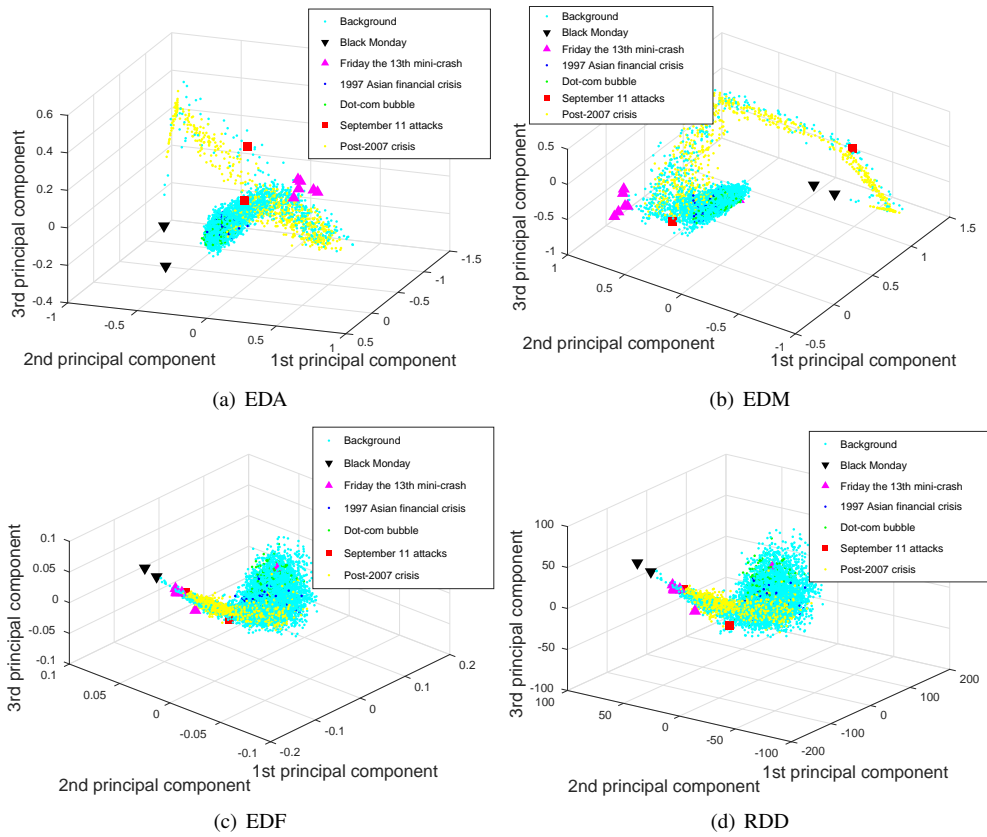 Background
Black Monday
Friday the 13th mini-crash
1997 Asian financial crisis
Dot-com bubble
September 11 attacks
Post-2007 crisis
3rd principal component
0.6
0.4
0.2
0
-0.2
-0.4
-1
-0.5
0
0.5
1
2nd principal component
-1.5
-1
-0.5
0
0.5
1st principal component
(a) EDA
Background
Black Monday
Friday the 13th mini-crash
1997 Asian financial crisis
Dot-com bubble
September 11 attacks
Post-2007 crisis
3rd principal component
0.5
0
-0.5
-1
1
0.5
0
-0.5
-1
2nd principal component
1.5
1
0.5
0
-0.5
1st principal component
(b) EDM
Background
Black Monday
Friday the 13th mini-crash
1997 Asian financial crisis
Dot-com bubble
September 11 attacks
Post-2007 crisis
3rd principal component
0.1
0.05
0
-0.05
-0.1
0.1
0.05
0
-0.05
-0.1
2nd principal component
0.2
0.1
0
-0.1
-0.2
1st principal component
(c) EDF
Background
Black Monday
Friday the 13th mini-crash
1997 Asian financial crisis
Dot-com bubble
September 11 attacks
Post-2007 crisis
3rd principal component
100
50
0
-50
-100
50
0
-50
-100
2nd principal component
200
100
0
-100
-200
1st principal component
(d) RDD